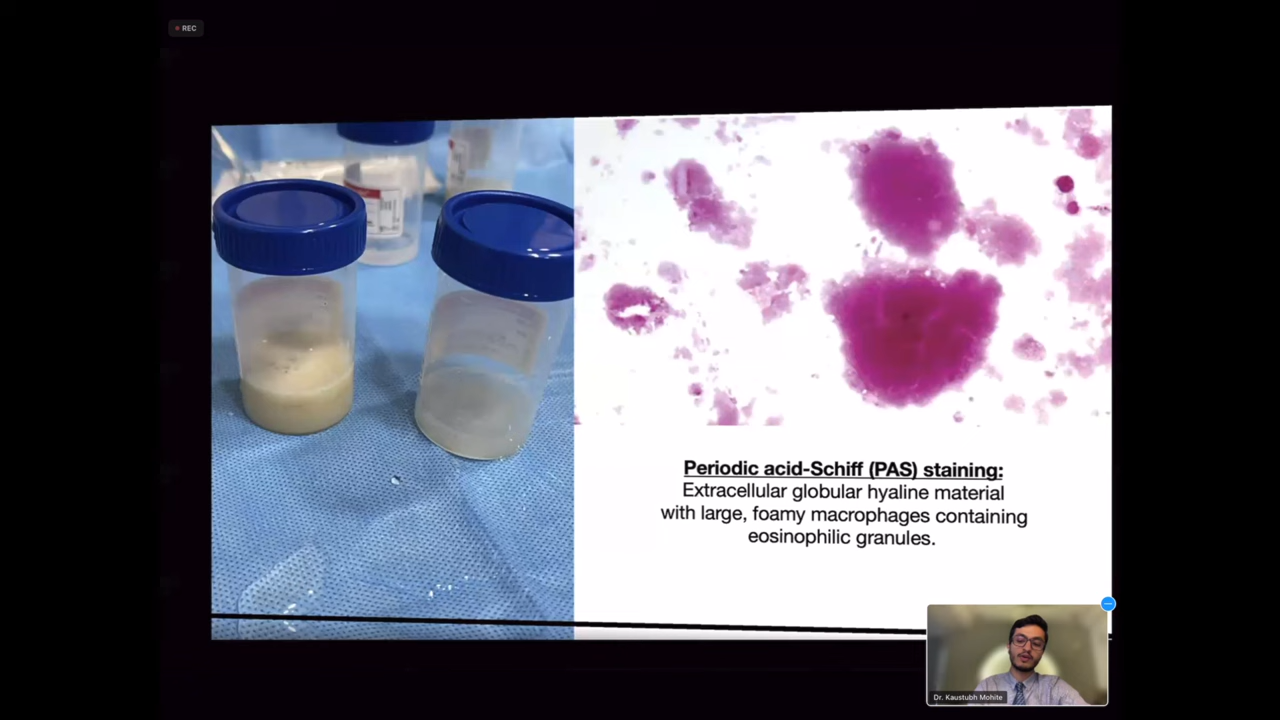 REC
Periodic acid-Schiff (PAS) staining:
Extracellular globular hyaline material
with large, foamy macrophages containing
eosinophilic granules.
Dr. Kaustubh Mohite